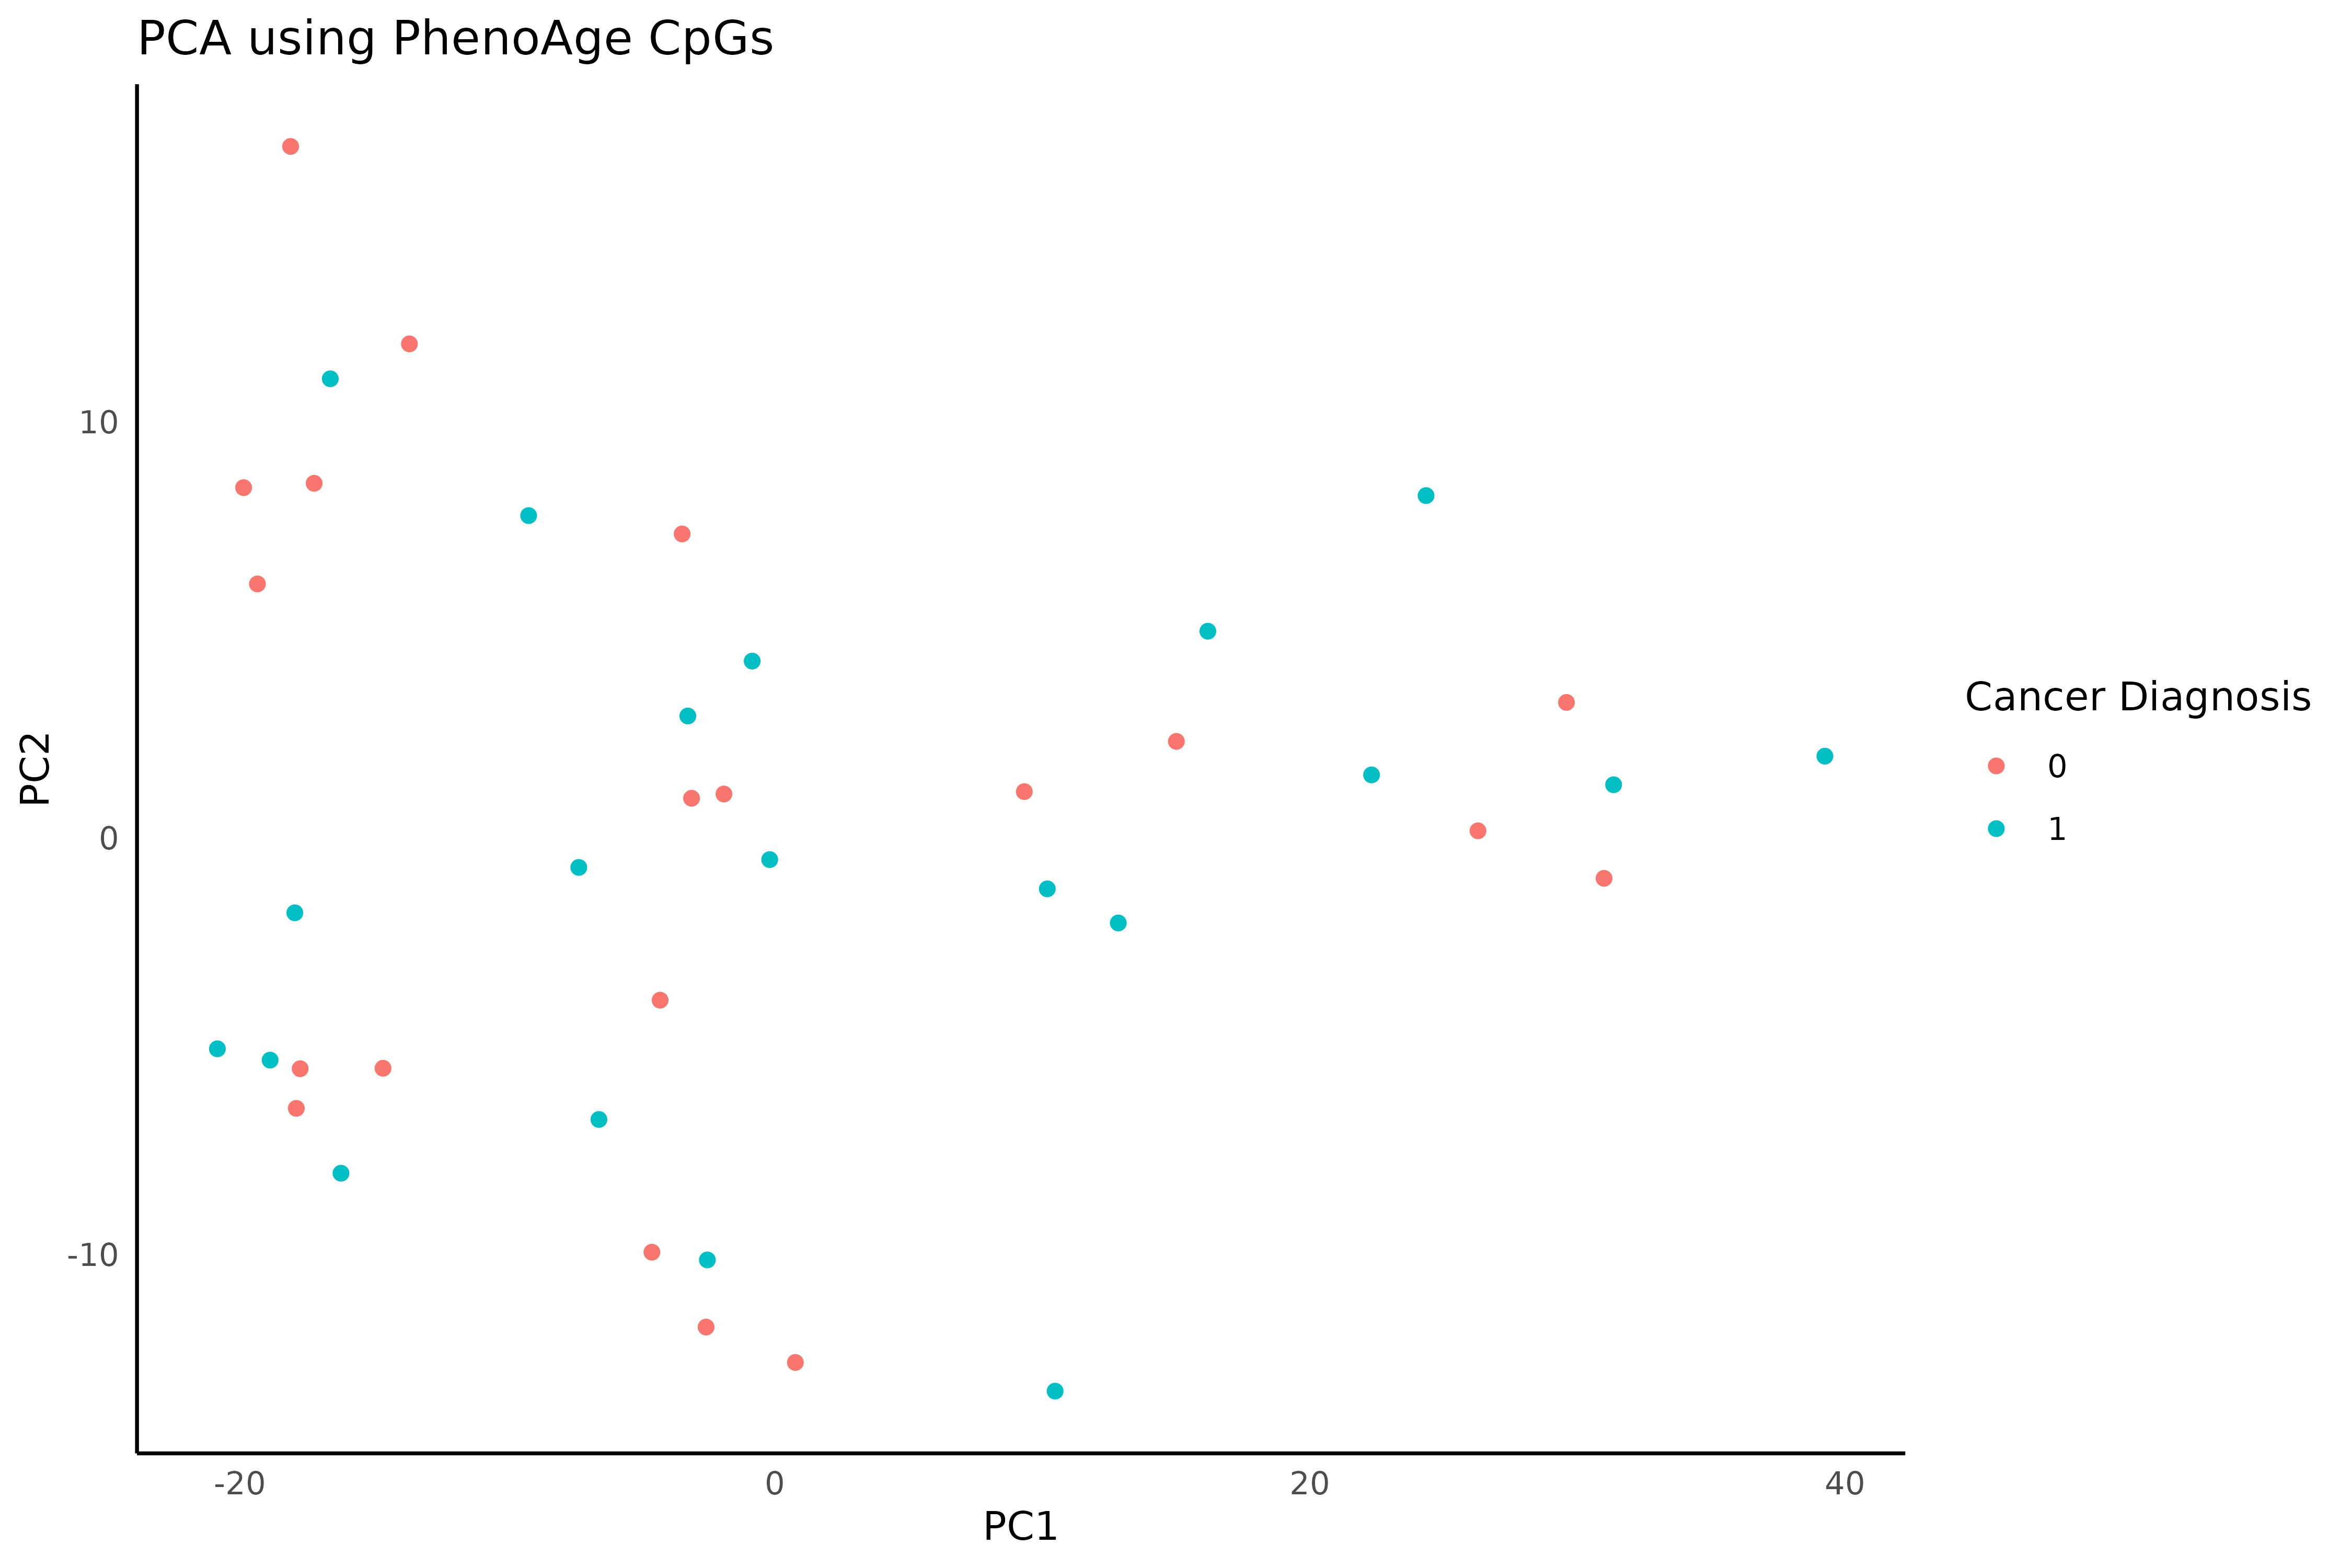 PCA using PhenoAge CpGs
10
0
-10
PC2
-20 0 20 40
PC1
Cancer Diagnosis
0
1